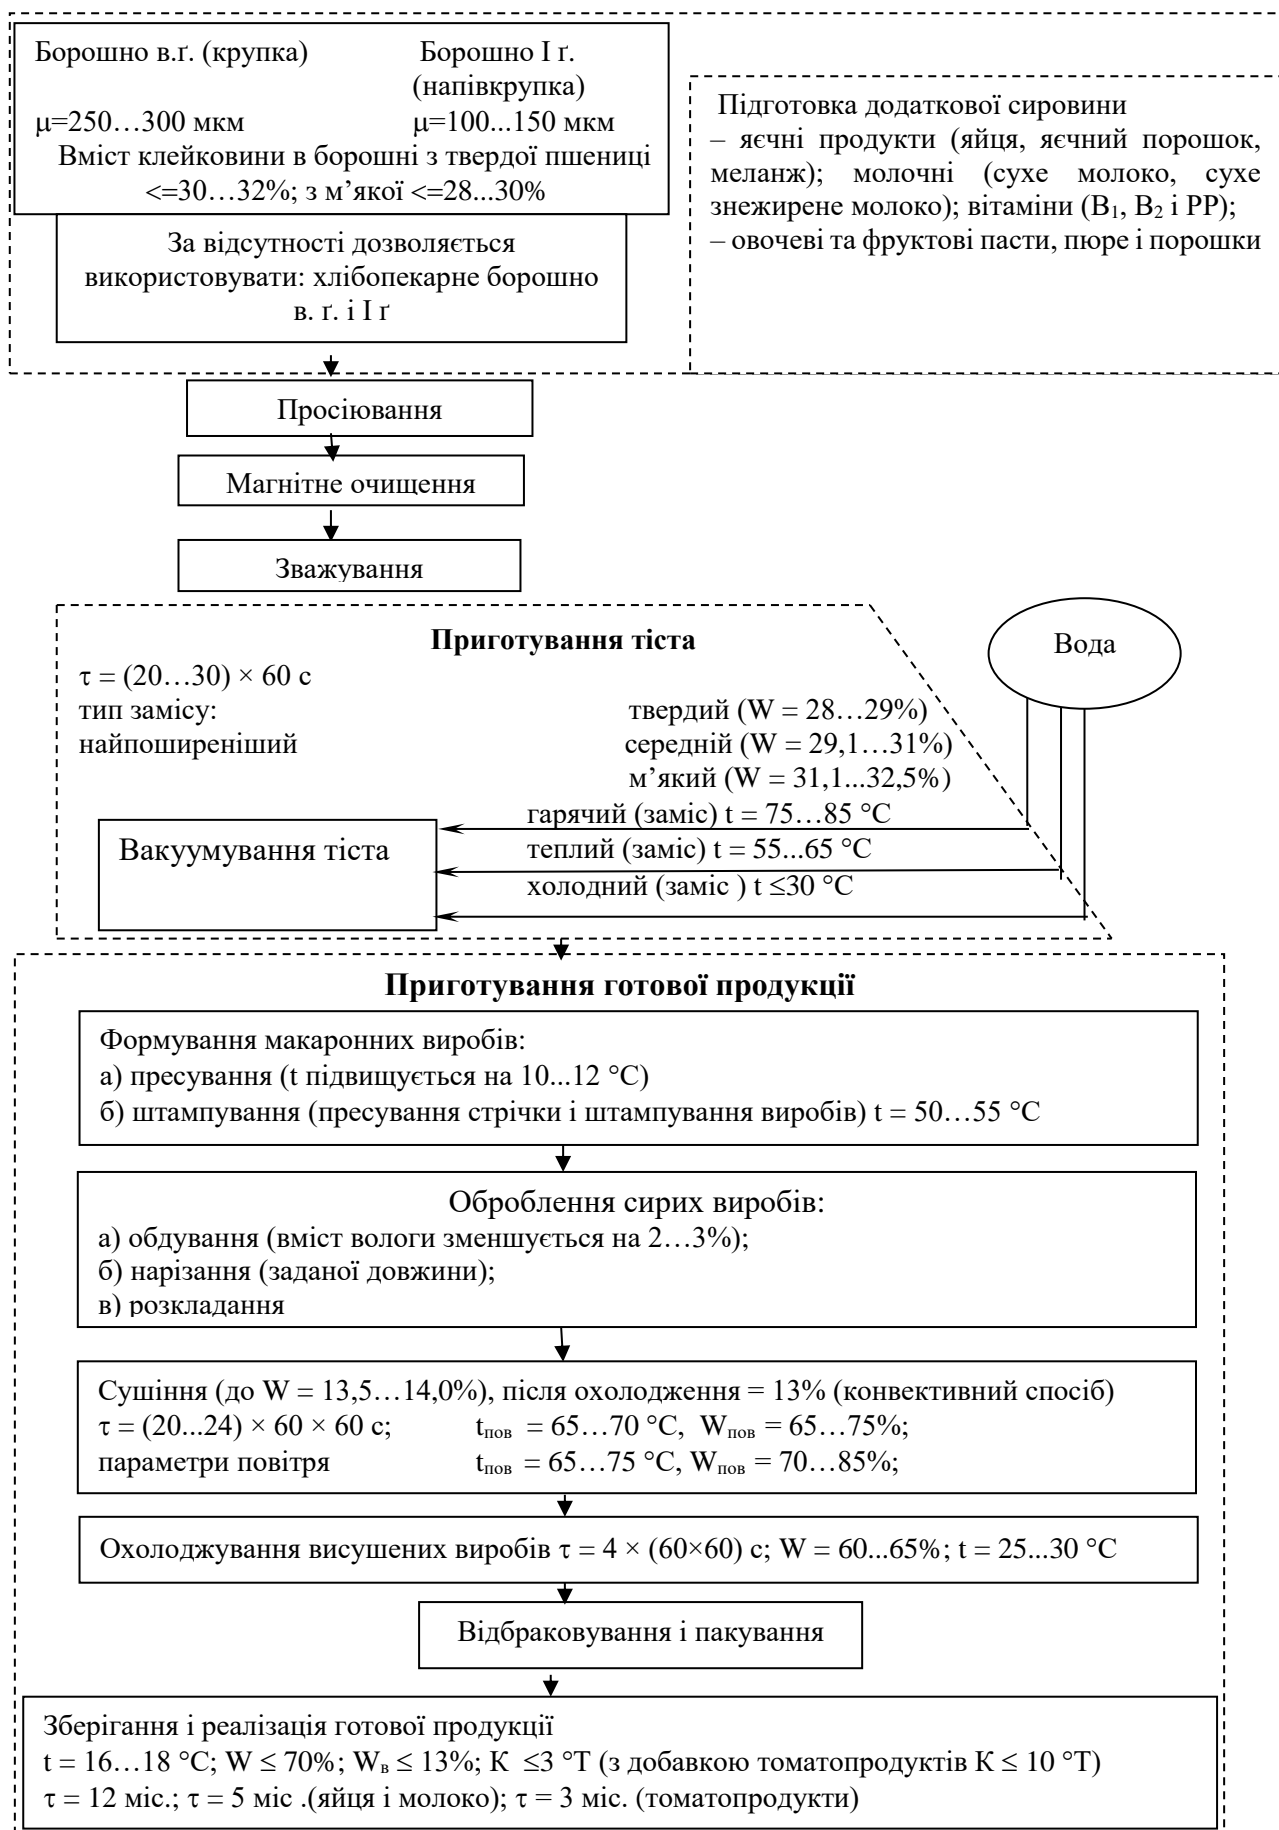 Борошно в.ґ. (крупка) Борошно І ґ.
(напівкрупка)
μ=250…300 мкм μ=100...150 мкм
Вміст клейковини в борошні з твердої пшениці
<=30…32%; з м’якої <=28...30%
За відсутності дозволяється
використовувати: хлібопекарне борошно
в. ґ. і І ґ
Підготовка додаткової сировини
– яєчні продукти (яйця, яєчний порошок,
меланж); молочні (сухе молоко, сухе
знежирене молоко); вітаміни (В₁, В₂ і РР);
– овочеві та фруктові пасти, пюре і порошки
Просіювання
Магнітне очищення
Зважування
Приготування тіста
τ = (20…30) × 60 с
тип замісу: твердий (W = 28…29%)
найпоширеніший середній (W = 29,1…31%)
м’який (W = 31,1...32,5%)
Вода
гарячий (заміс) t = 75…85 °С
Вакуумування тіста
теплий (заміс) t = 55...65 °С
холодний (заміс ) t ≤30 °С
Приготування готової продукції
Формування макаронних виробів:
а) пресування (t підвищується на 10...12 °С)
б) штампування (пресування стрічки і штампування виробів) t = 50…55 °С
Оброблення сирих виробів:
а) обдування (вміст вологи зменшується на 2…3%);
б) нарізання (заданої довжини);
в) розкладання
Сушіння (до W = 13,5…14,0%), після охолодження = 13% (конвективний спосіб)
τ = (20...24) × 60 × 60 с; tпов = 65…70 °С, Wпов = 65…75%;
параметри повітря tпов = 65…75 °С, Wпов = 70…85%;
Охолоджування висушених виробів τ = 4 × (60×60) с; W = 60...65%; t = 25...30 °С
Відбраковування і пакування
Зберігання і реалізація готової продукції
t = 16…18 °С; W ≤ 70%; Wв ≤ 13%; К ≤3 °Т (з добавкою томатопродуктів К ≤ 10 °Т)
τ = 12 міс.; τ = 5 міс .(яйця і молоко); τ = 3 міс. (томатопродукти)